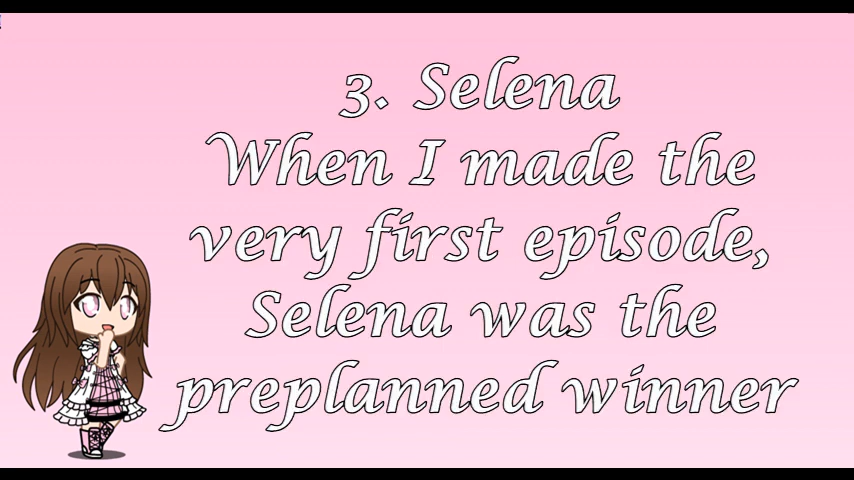 3. Selena
When I made the
very first episode,
Selena was the
preplanned winner